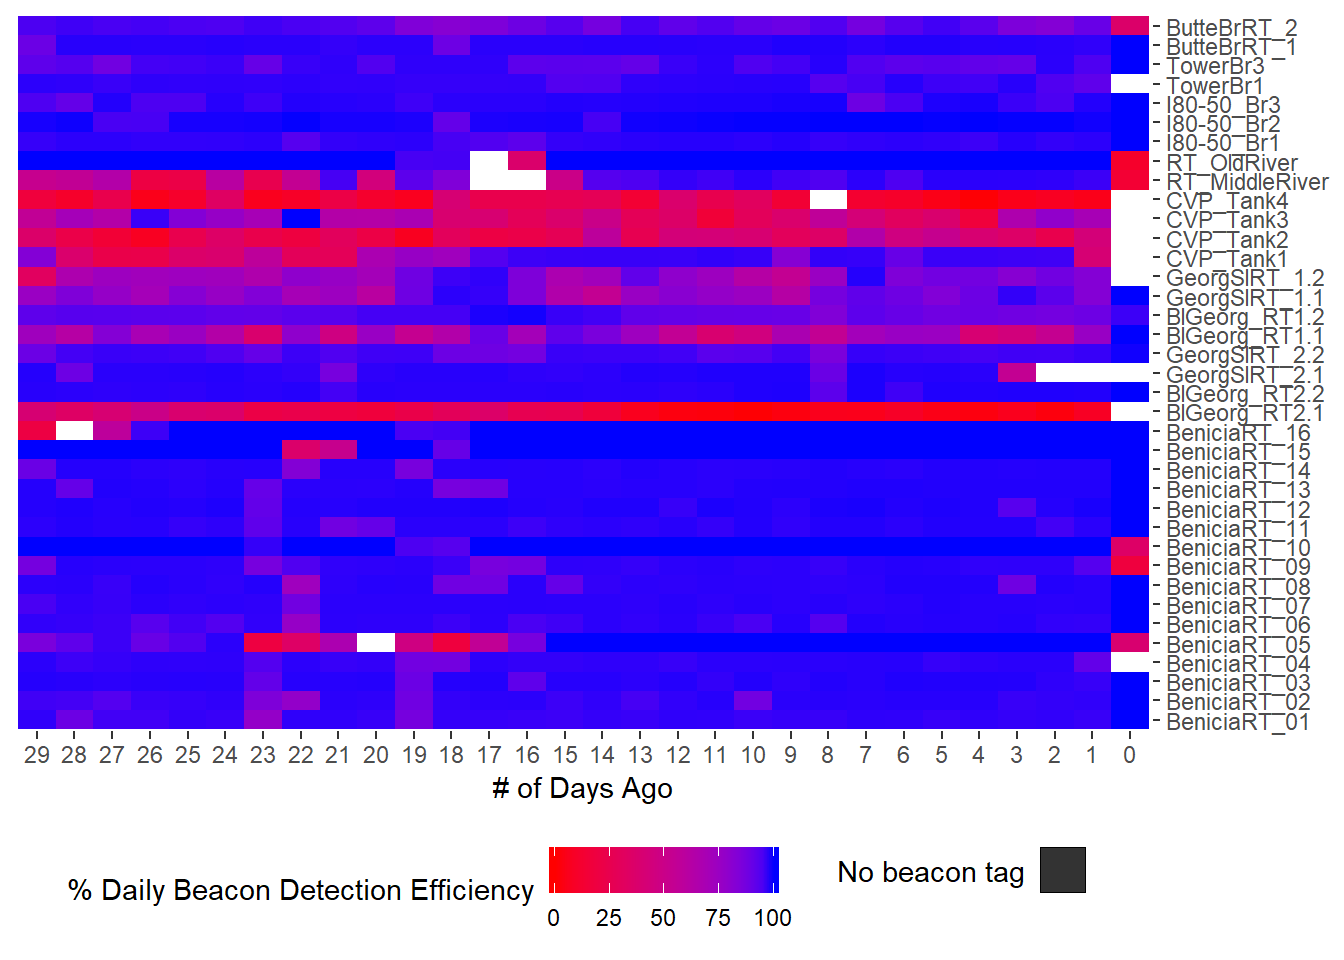 ButteBrRT_2
ButteBrRT_1
TowerBr3
TowerBr1
I80-50_Br3
I80-50_Br2
I80-50_Br1
RT_OldRiver
RT_MiddleRiver
CVP_Tank4
CVP_Tank3
CVP_Tank2
CVP_Tank1
GeorgSlRT_1.2
GeorgSlRT_1.1
BlGeorg_RT1.2
BlGeorg_RT1.1
GeorgSlRT_2.2
GeorgSlRT_2.1
BlGeorg_RT2.2
BlGeorg_RT2.1
BeniciaRT_16
BeniciaRT_15
BeniciaRT_14
BeniciaRT_13
BeniciaRT_12
BeniciaRT_11
BeniciaRT_10
BeniciaRT_09
BeniciaRT_08
BeniciaRT_07
BeniciaRT_06
BeniciaRT_05
BeniciaRT_04
BeniciaRT_03
BeniciaRT_02
BeniciaRT_01
29 28 27 26 25 24 23 22 21 20 19 18 17 16 15 14 13 12 11 10 9 8 7 6 5 4 3 2 1 0
# of Days Ago
% Daily Beacon Detection Efficiency
0 25 50 75 100
No beacon tag